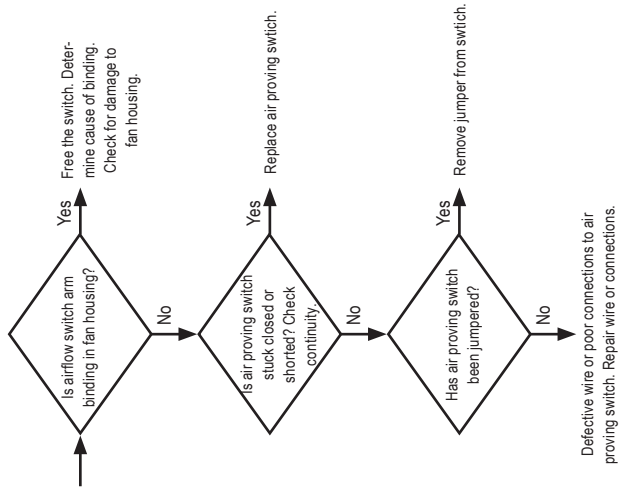 Is airflow switch arm
binding in fan housing?
Yes
Free the switch. Deter-
mine cause of binding.
Check for damage to
fan housing.
No
Is air proving switch
stuck closed or
shorted? Check
continuity.
Yes
Replace air proving swtich.
No
Has air proving switch
been jumpered?
Yes
Remove jumper from swtich.
No
Defective wire or poor connections to air
proving switch. Repair wire or connections.